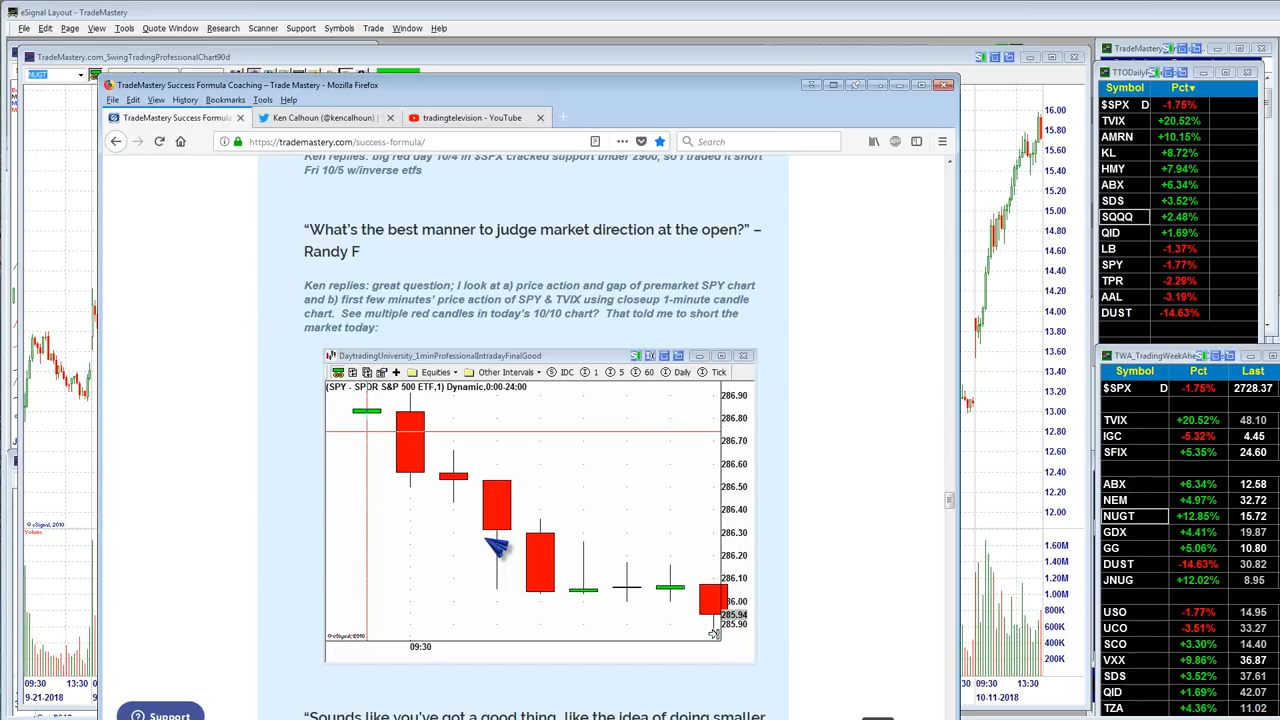 eSignal Layout - TradeMastery
File Edit Page View Tools Quote Window Research Scanner Support Symbols Trade Window Help
TradeMastery.com_SwingTradingProfessionalChart90d
NUGT
TradeMastery Success Formula Coaching – Trade Mastery - Mozilla Firefox
File Edit View History Bookmarks Tools Help
TradeMastery Success Formula
Ken Calhoun (@kencalhoun) |
tradingtelevision - YouTube
https://trademastery.com/success-formula/
Search
Ken replies: big red day 10/4 in $SPX cracked support under 2900, so I traded it short
Fri 10/5 w/inverse etfs
“What’s the best manner to judge market direction at the open?” –
Randy F
Ken replies: great question; I look at a) price action and gap of premarket SPY chart
and b) first few minutes’ price action of SPY & TVIX using closeup 1-minute candle
chart. See multiple red candles in today’s 10/10 chart? That told me to short the
market today:
DaytradingUniversity_1minProfessionalIntradayFinalGood
Equities Other Intervals IDC 1 5 60 Daily Tick
(SPY - SPDR S&P 500 ETF,1) Dynamic,0:00-24:00
286.90
286.80
286.70
286.60
286.50
286.40
286.30
286.20
286.10
286.00
285.94
285.90
©eSignal, 2018
09:30
“Sounds like you’ve got a good thing, like the idea of doing smaller
Support
© eSignal, 2018
Volume
09:30 13:30
9-21-2018
16.00
15.80
15.60
15.40
15.20
15.00
14.80
14.60
14.40
14.20
14.00
13.80
13.60
13.40
13.20
13.00
12.80
12.60
12.40
12.20
12.00
1.60M
1.40M
1.20M
1.00M
800K
600K
400K
200K
09:30 13:30
10-11-2018
TradeMastery
TTODaily
Symbol Pct▼
$SPX D -1.75%
TVIX +20.52%
AMRN +10.15%
KL +8.72%
HMY +7.94%
ABX +6.34%
SDS +3.52%
SQQQ +2.48%
QID +1.69%
LB -1.37%
SPY -1.77%
TPR -2.29%
AAL -3.19%
DUST -14.63%
TWA_TradingWeekAhe
Symbol Pct Last
$SPX D -1.75% 2728.37
TVIX +20.52% 48.10
IGC -5.32% 4.45
SFIX +5.35% 24.60
ABX +6.34% 12.58
NEM +4.97% 32.72
NUGT +12.85% 15.72
GDX +4.41% 19.87
GG +5.06% 10.80
DUST -14.63% 30.82
JNUG +12.02% 8.95
USO -1.77% 14.95
UCO -3.51% 33.27
SCO +3.30% 14.40
VXX +9.86% 36.87
SDS +3.52% 37.61
QID +1.69% 42.07
TZA +4.36% 11.02